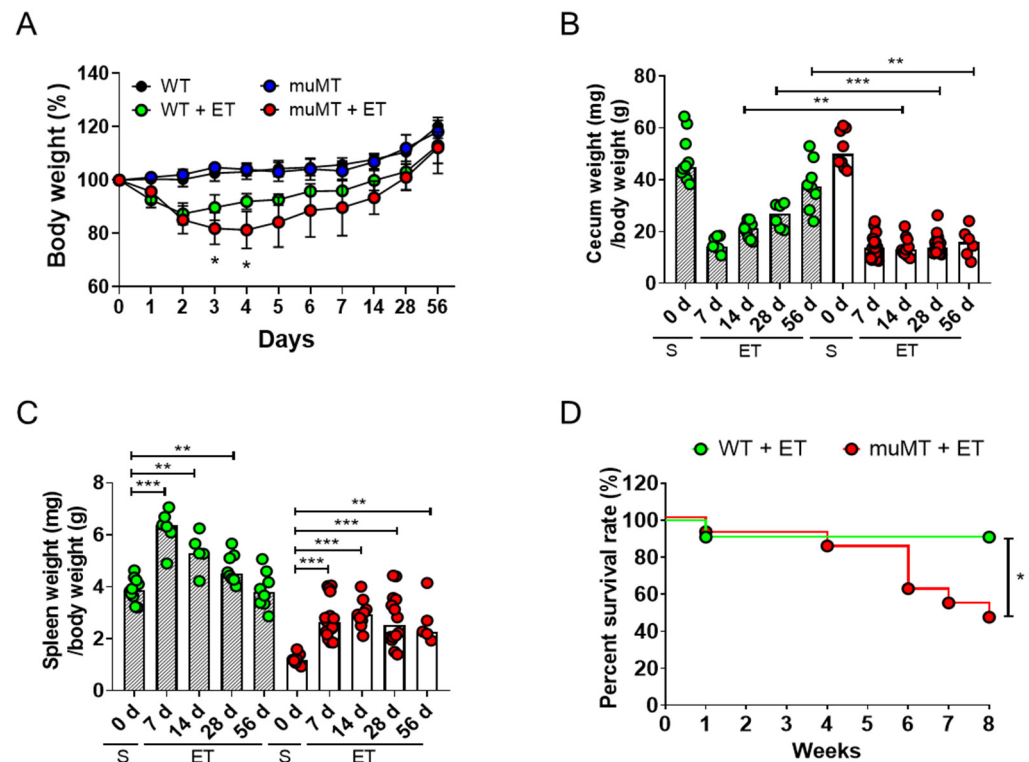 A
WT
muMT
WT + ET
muMT + ET
Body weight (%)
140
120
100
80
60
* *
0 1 2 3 4 5 6 7 14 28 56
Days
B
Cecum weight (mg)
/body weight (g)
80
60
40
20
0
**
***
**
0 d 7 d 14 d 28 d 56 d 0 d 7 d 14 d 28 d 56 d
S ET S ET
C
Spleen weight (mg)
/body weight (g)
8
6
4
2
0
**
**
***
**
***
***
***
0 d 7 d 14 d 28 d 56 d 0 d 7 d 14 d 28 d 56 d
S ET S ET
D
WT + ET muMT + ET
Percent survival rate (%)
120
100
80
60
40
20
0
*
0 1 2 3 4 5 6 7 8
Weeks